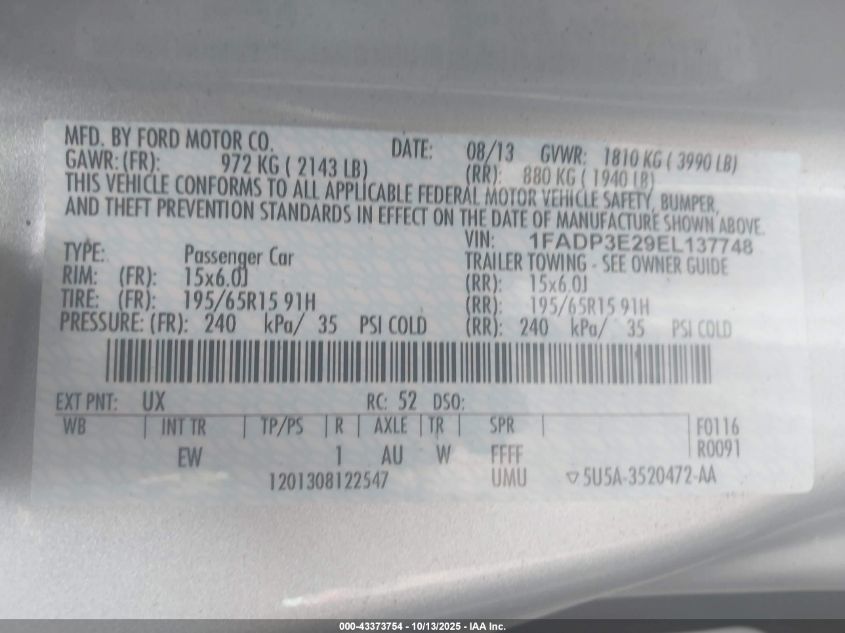 MFD. BY FORD MOTOR CO. DATE: 08/13 GVWR: 1810 KG ( 3990 LB)
GAWR: (FR): 972 KG ( 2143 LB) (RR): 880 KG ( 1940 LB)
THIS VEHICLE CONFORMS TO ALL APPLICABLE FEDERAL MOTOR VEHICLE SAFETY, BUMPER,
AND THEFT PREVENTION STANDARDS IN EFFECT ON THE DATE OF MANUFACTURE SHOWN ABOVE.
VIN: 1FADP3E29EL137748
TYPE: Passenger Car TRAILER TOWING - SEE OWNER GUIDE
RIM: (FR): 15x6.0J (RR): 15x6.0J
TIRE: (FR): 195/65R15 91H (RR): 195/65R15 91H
PRESSURE: (FR): 240 kPa/ 35 PSI COLD (RR): 240 kPa/ 35 PSI COLD
EXT PNT: UX RC: 52 DSO:
WB | INT TR | TP/PS | R | AXLE | TR | SPR | F0116
EW 1 AU W FFFF R0091
1201308122547 UMU ▽5U5A-3520472-AA
000-43373754 - 10/13/2025 - IAA Inc.